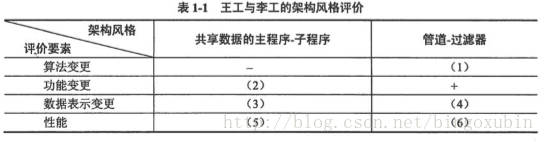 表 1-1 王工与李工的架构风格评价
架构风格
评价要素
共享数据的主程序-子程序
管道-过滤器
算法变更 – (1)
功能变更 (2) +
数据表示变更 (3) (4)
性能 (5) (6)
http://blog.csdn.net/bingoxubin